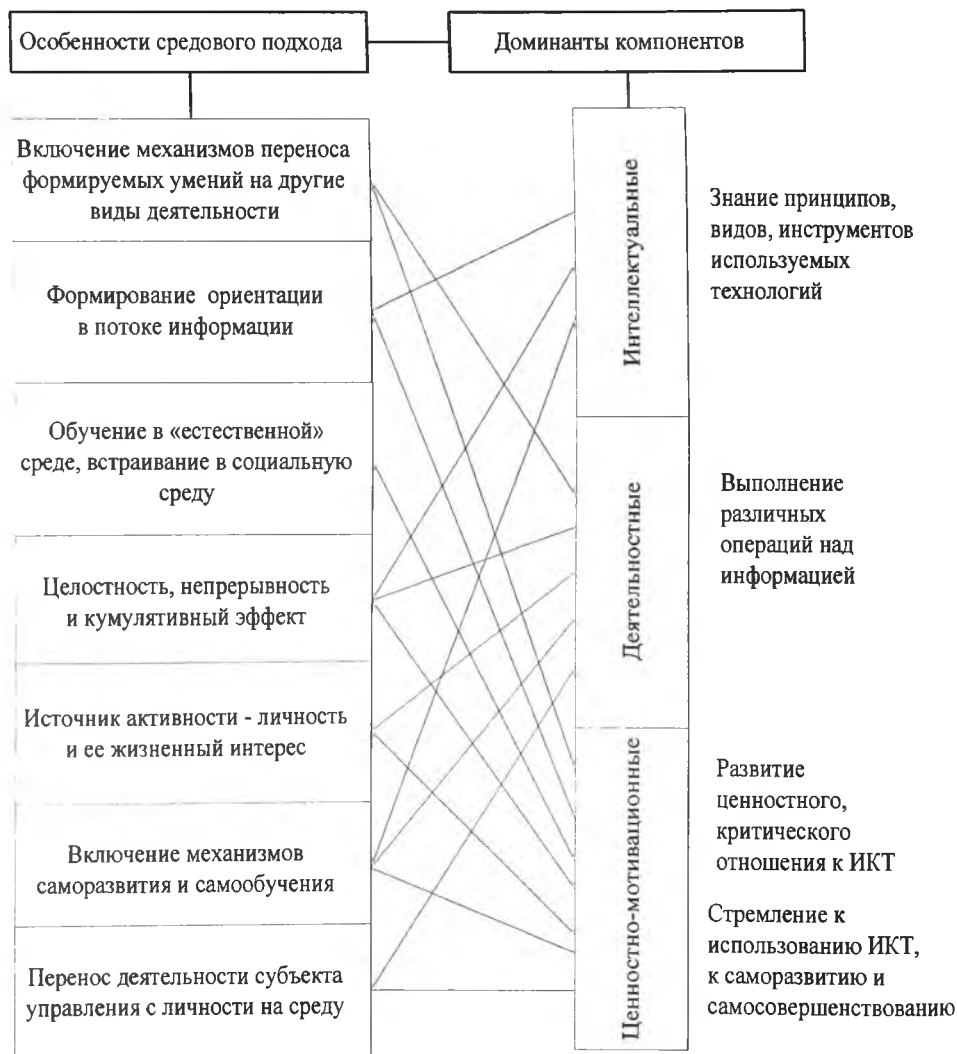 Особенности средового подхода
Доминанты компонентов
Включение механизмов переноса
формируемых умений на другие
виды деятельности
Формирование ориентации
в потоке информации
Обучение в «естественной»
среде, встраивание в социальную
среду
Целостность, непрерывность
и кумулятивный эффект
Источник активности - личность
и ее жизненный интерес
Включение механизмов
саморазвития и самообучения
Перенос деятельности субъекта
управления с личности на среду
Интеллектуальные
Деятельностные
Ценностно-мотивационные
Знание принципов,
видов, инструментов
используемых
технологий
Выполнение
различных
операций над
информацией
Развитие
ценностного,
критического
отношения к ИКТ
Стремление к
использованию ИКТ,
к саморазвитию и
самосовершенствованию